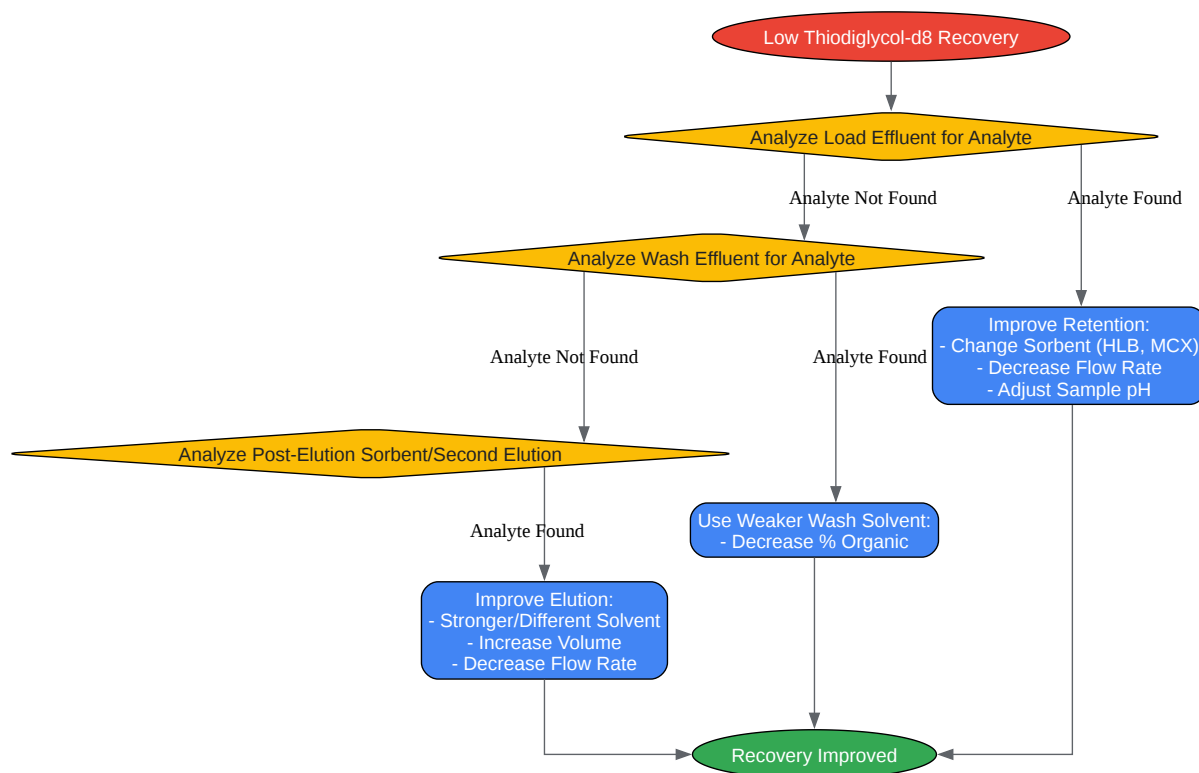 Low Thiodiglycol-d8 Recovery
Analyze Load Effluent for Analyte
Analyte Not Found
Analyte Found
Analyze Wash Effluent for Analyte
Improve Retention:
- Change Sorbent (HLB, MCX)
- Decrease Flow Rate
- Adjust Sample pH
Analyte Not Found
Analyte Found
Analyze Post-Elution Sorbent/Second Elution
Use Weaker Wash Solvent:
- Decrease % Organic
Analyte Found
Improve Elution:
- Stronger/Different Solvent
- Increase Volume
- Decrease Flow Rate
Recovery Improved